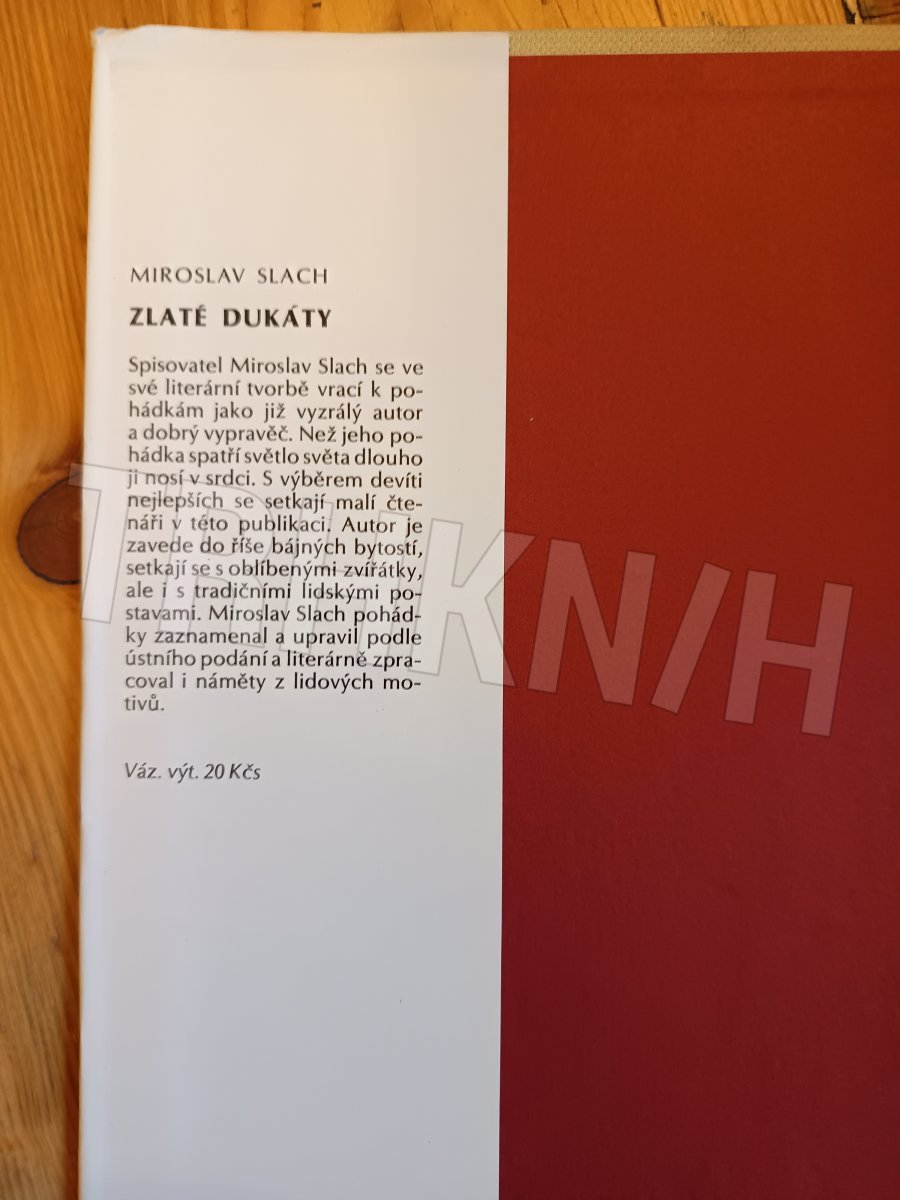 MIROSLAV SLACH
ZLATÉ DUKÁTY
Spisovatel Miroslav Slach se ve
své literární tvorbě vrací k po-
hádkám jako již vyzrálý autor
a dobrý vypravěč. Než jeho po-
hádka spatří světlo světa dlouho
ji nosí v srdci. S výběrem devíti
nejlepších se setkají malí čte-
náři v této publikaci. Autor je
zavede do říše bájných bytostí,
setkají se s oblíbenými zvířátky,
ale i s tradičními lidskými po-
stavami. Miroslav Slach pohád-
ky zaznamenal a upravil podle
ústního podání a literárně zpra-
coval i náměty z lidových mo-
tivů.
Váz. výt. 20 Kčs